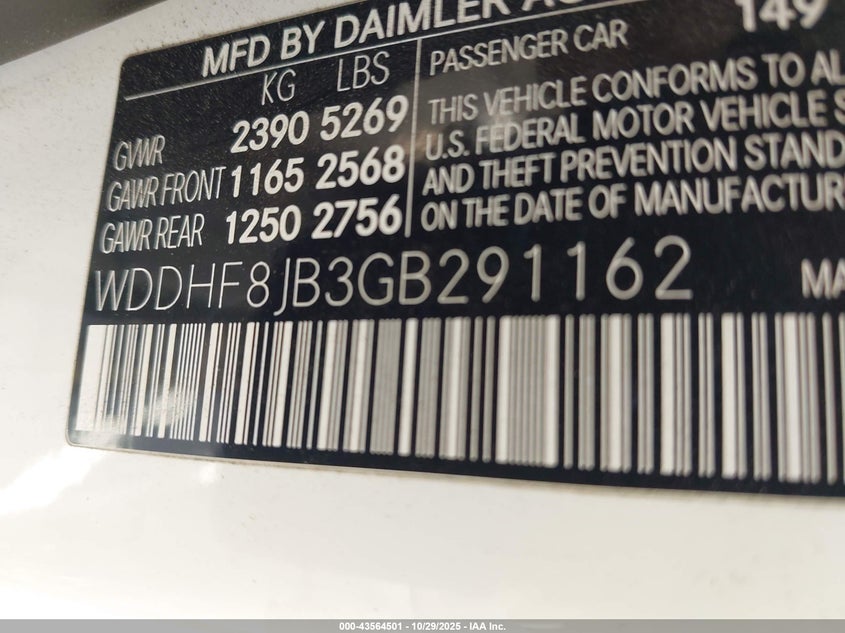 MFD BY DAIMLER AG
149
KG LBS
PASSENGER CAR
GVWR 2390 5269
GAWR FRONT 1165 2568
GAWR REAR 1250 2756
THIS VEHICLE CONFORMS TO AL
U.S. FEDERAL MOTOR VEHICLE S
AND THEFT PREVENTION STAND
ON THE DATE OF MANUFACTUR
WDDHF8JB3GB291162
MA
000-43564501 - 10/29/2025 - IAA Inc.